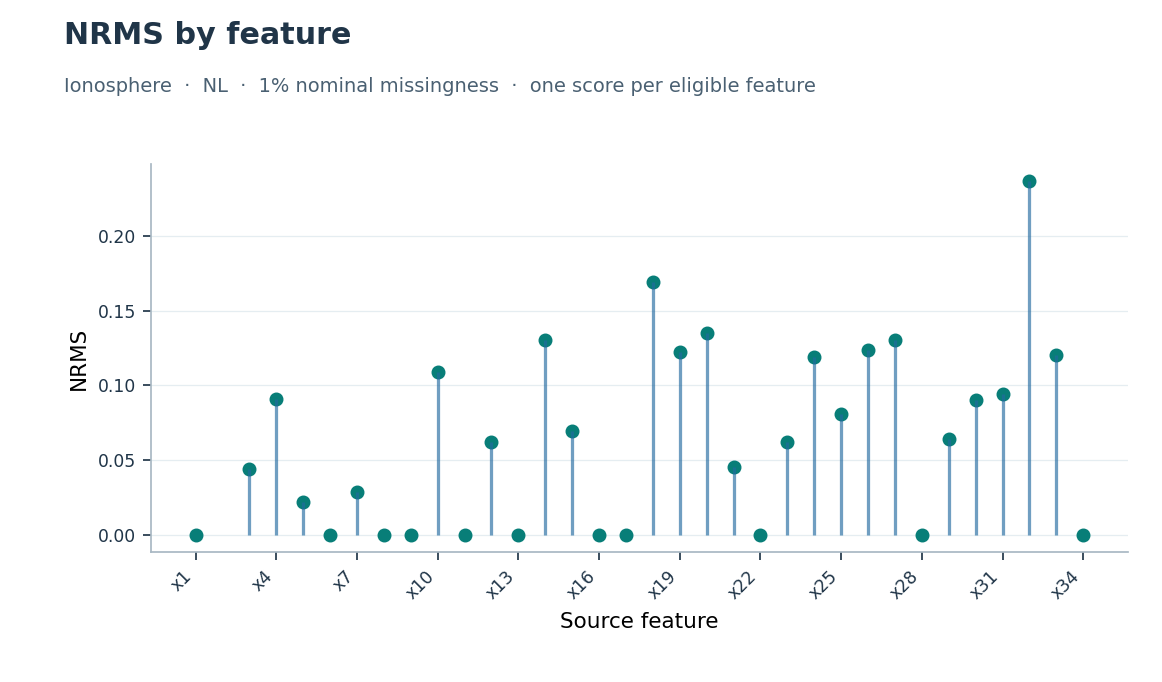 NRMS by feature
Ionosphere · NL · 1% nominal missingness · one score per eligible feature
NRMS
0.20
0.15
0.10
0.05
0.00
x1 x4 x7 x10 x13 x16 x19 x22 x25 x28 x31 x34
Source feature